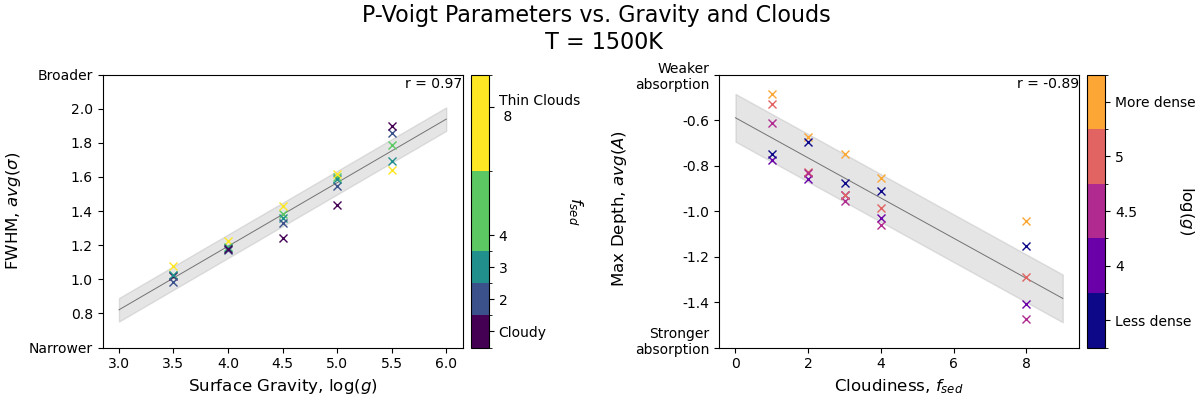 P-Voigt Parameters vs. Gravity and Clouds
T = 1500K
Broader
2.0
1.8
1.6
1.4
1.2
1.0
0.8
Narrower
FWHM, avg(σ)
r = 0.97
3.0 3.5 4.0 4.5 5.0 5.5 6.0
Surface Gravity, log(g)
Thin Clouds
8
4
3
2
Cloudy
f_sed
Weaker
absorption
-0.6
-0.8
-1.0
-1.2
-1.4
Stronger
absorption
Max Depth, avg(A)
r = -0.89
0 2 4 6 8
Cloudiness, f_sed
More dense
5
4.5
4
Less dense
log(g)